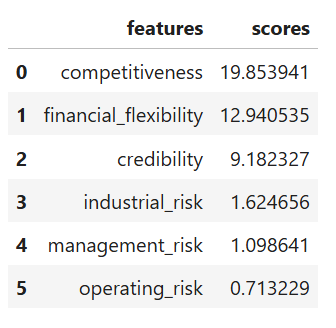 features scores
0 competitiveness 19.853941
1 financial_flexibility 12.940535
2 credibility 9.182327
3 industrial_risk 1.624656
4 management_risk 1.098641
5 operating_risk 0.713229